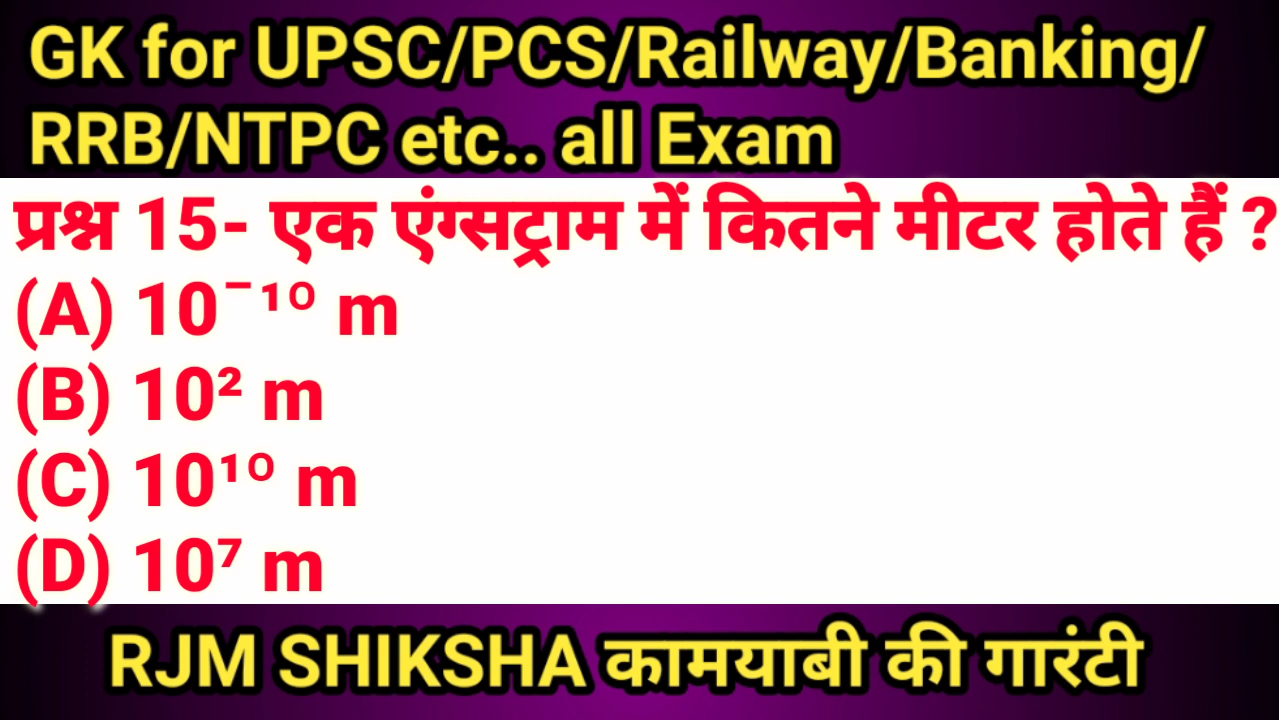 GK for UPSC/PCS/Railway/Banking/
RRB/NTPC etc.. all Exam
प्रश्न 15- एक एंग्सट्राम में कितने मीटर होते हैं ?
(A) 10⁻¹⁰ m
(B) 10² m
(C) 10¹⁰ m
(D) 10⁷ m
RJM SHIKSHA कामयाबी की गारंटी